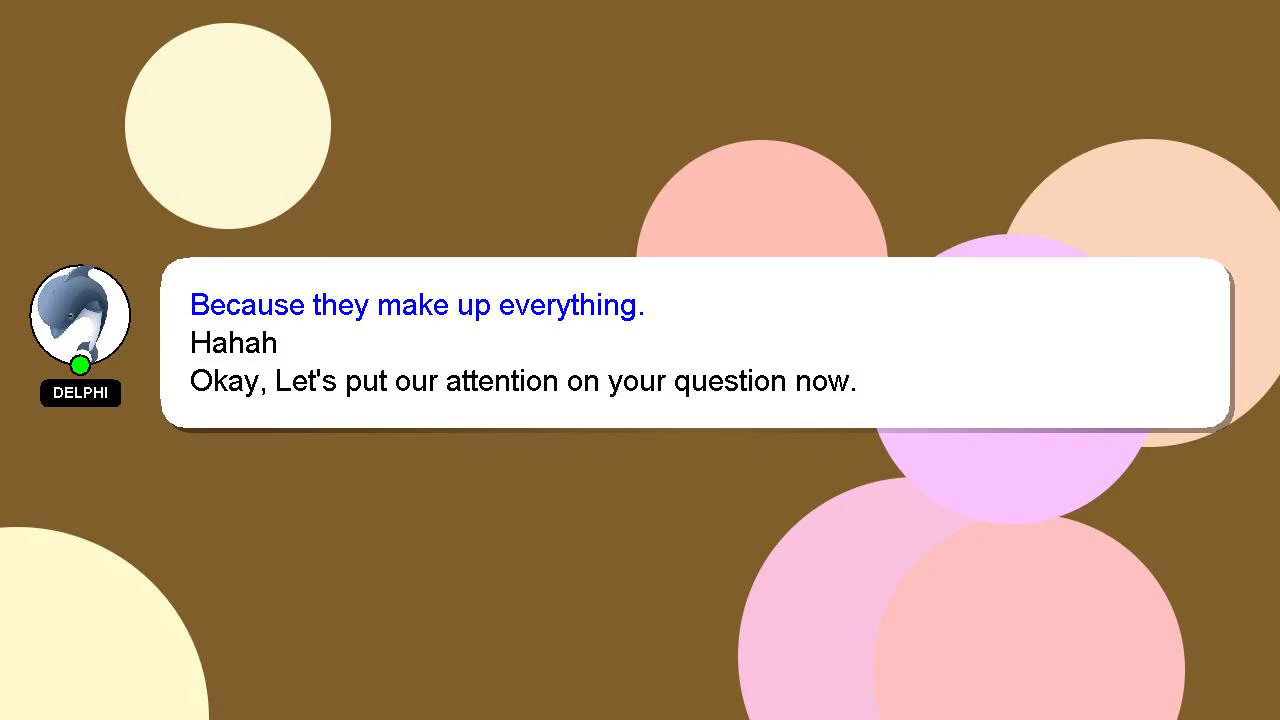 Because they make up everything.
Hahah
Okay, Let's put our attention on your question now.
DELPHI